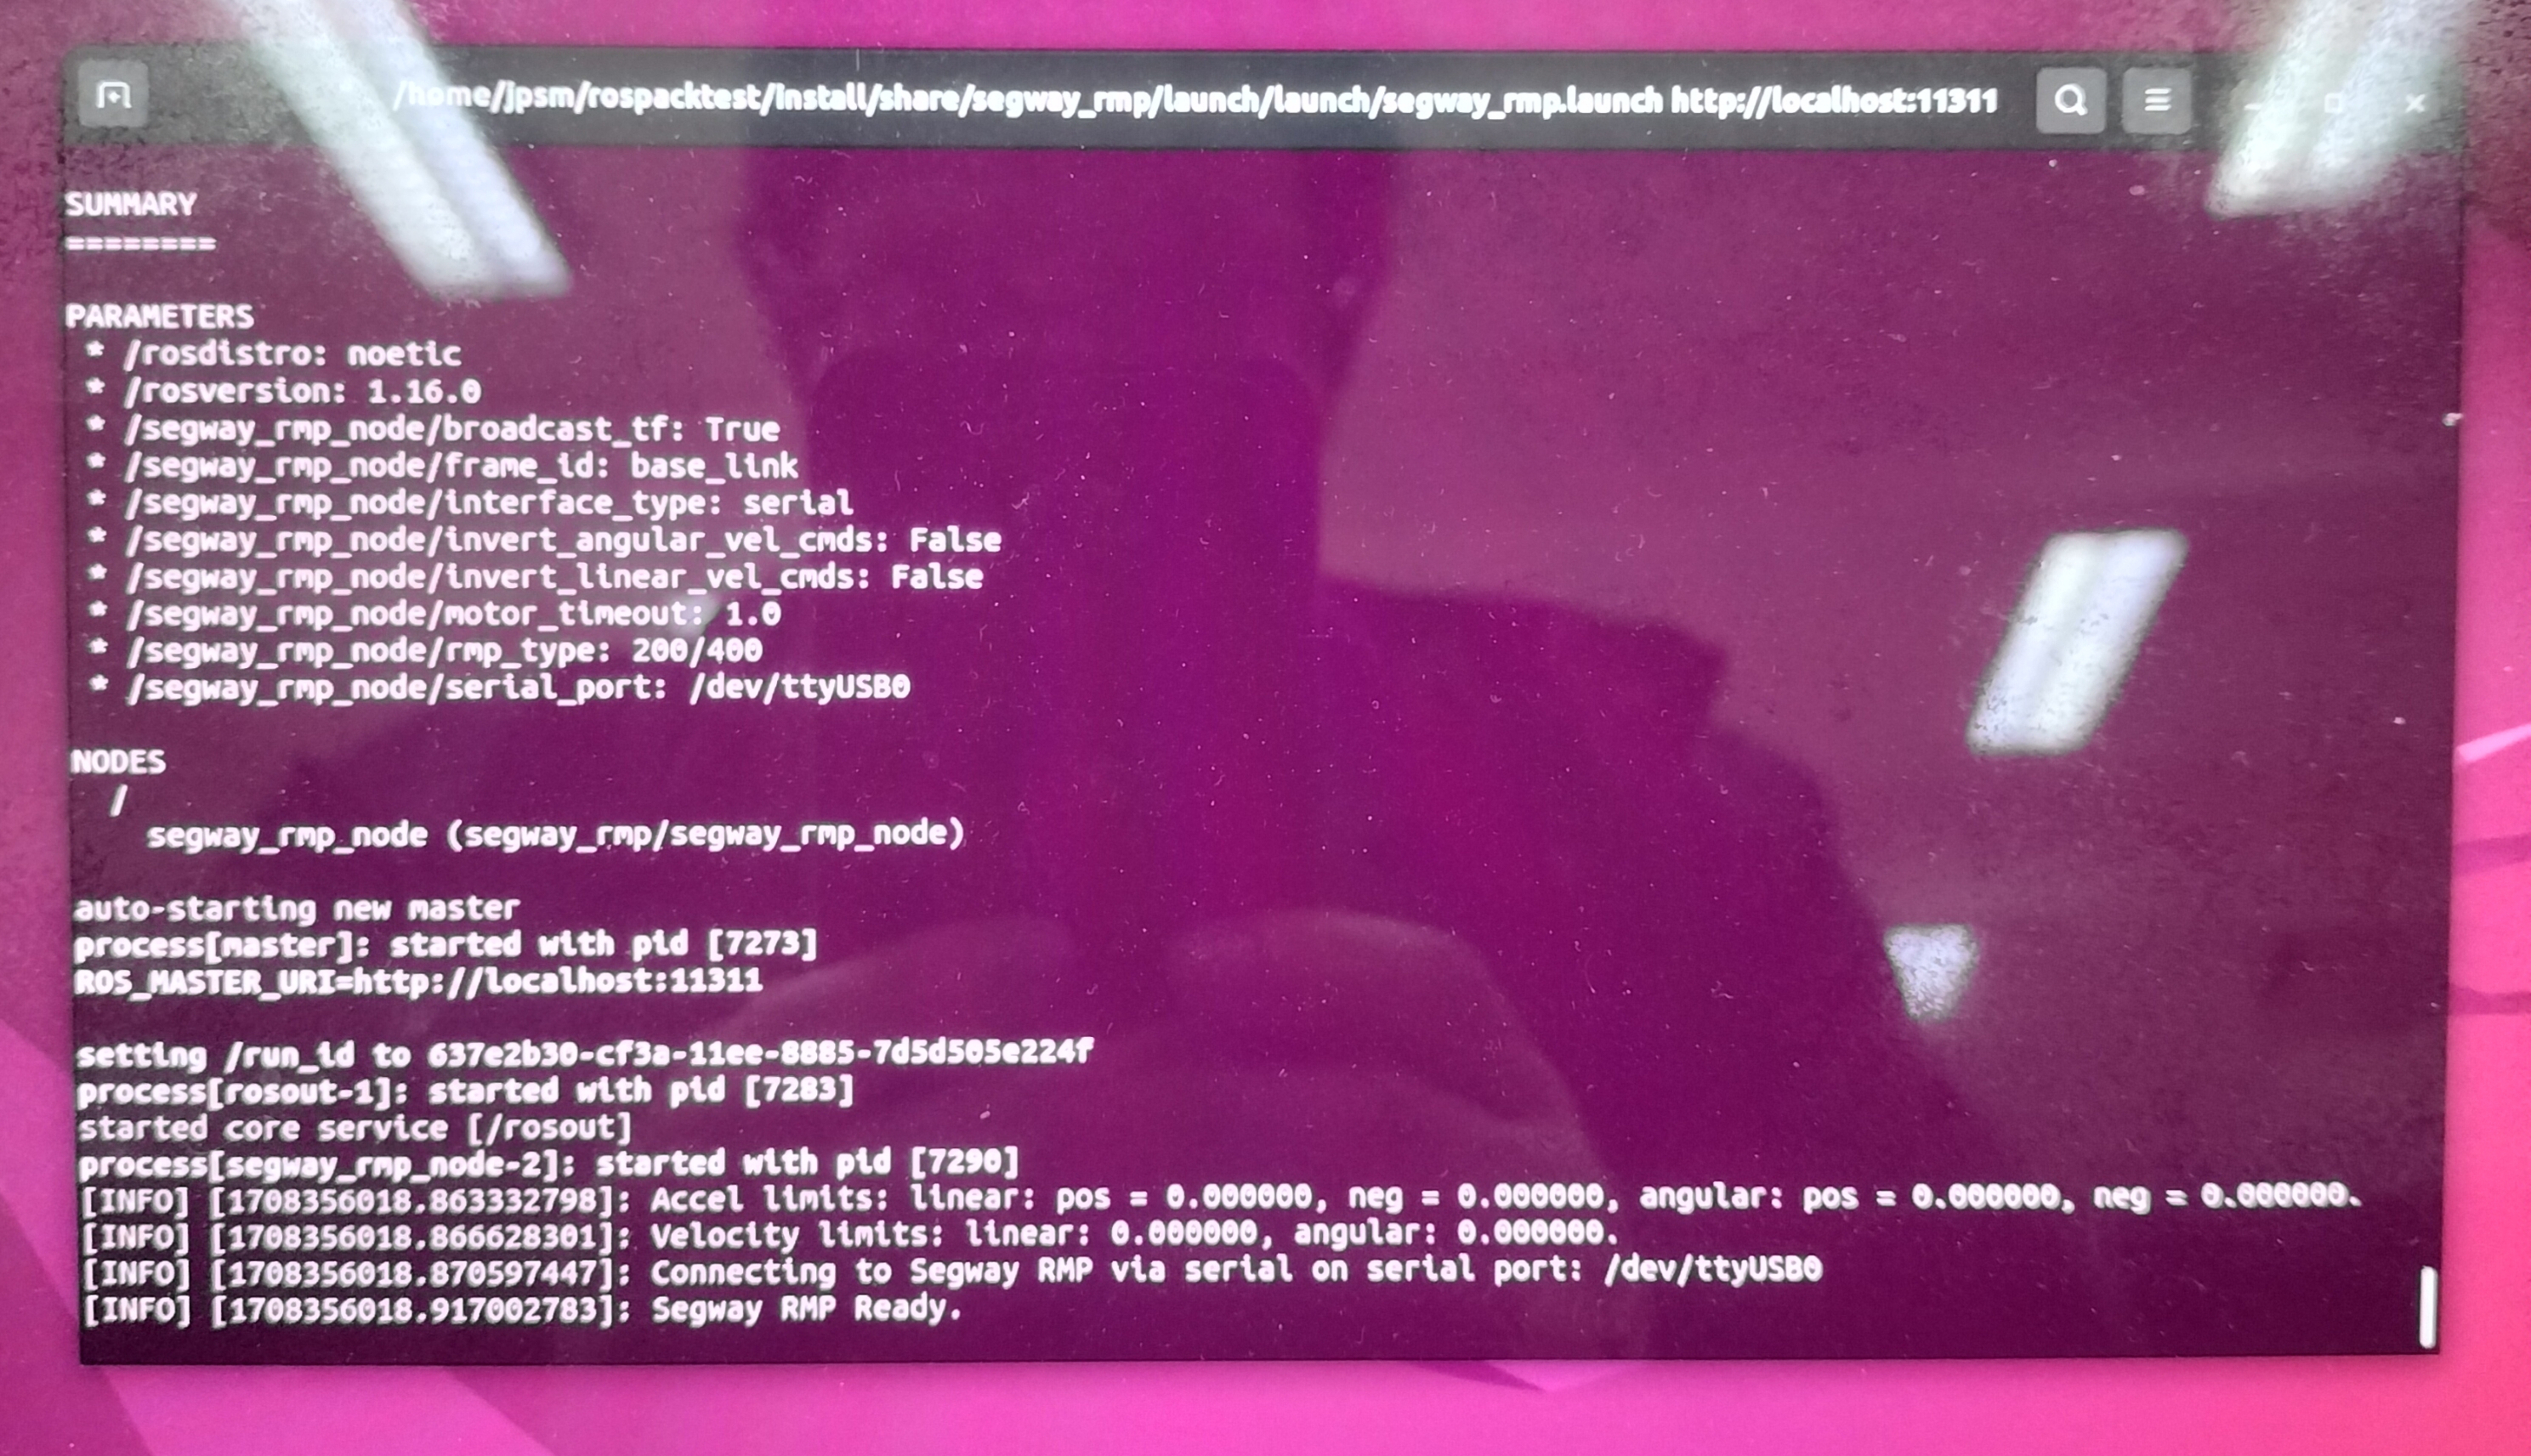 /home/jpsm/rospacktest/install/share/segway_rmp/launch/launch/segway_rmp.launch http://localhost:11311
SUMMARY
========
PARAMETERS
* /rosdistro: noetic
* /rosversion: 1.16.0
* /segway_rmp_node/broadcast_tf: True
* /segway_rmp_node/frame_id: base_link
* /segway_rmp_node/interface_type: serial
* /segway_rmp_node/invert_angular_vel_cmds: False
* /segway_rmp_node/invert_linear_vel_cmds: False
* /segway_rmp_node/motor_timeout: 1.0
* /segway_rmp_node/rmp_type: 200/400
* /segway_rmp_node/serial_port: /dev/ttyUSB0
NODES
/
segway_rmp_node (segway_rmp/segway_rmp_node)
auto-starting new master
process[master]: started with pid [7273]
ROS_MASTER_URI=http://localhost:11311
setting /run_id to 637e2b30-cf3a-11ee-8885-7d5d505e224f
process[rosout-1]: started with pid [7283]
started core service [/rosout]
process[segway_rmp_node-2]: started with pid [7290]
[INFO] [1708356018.863332798]: Accel limits: linear: pos = 0.000000, neg = 0.000000, angular: pos = 0.000000, neg = 0.000000.
[INFO] [1708356018.866628301]: Velocity limits: linear: 0.000000, angular: 0.000000.
[INFO] [1708356018.870597447]: Connecting to Segway RMP via serial on serial port: /dev/ttyUSB0
[INFO] [1708356018.917002783]: Segway RMP Ready.